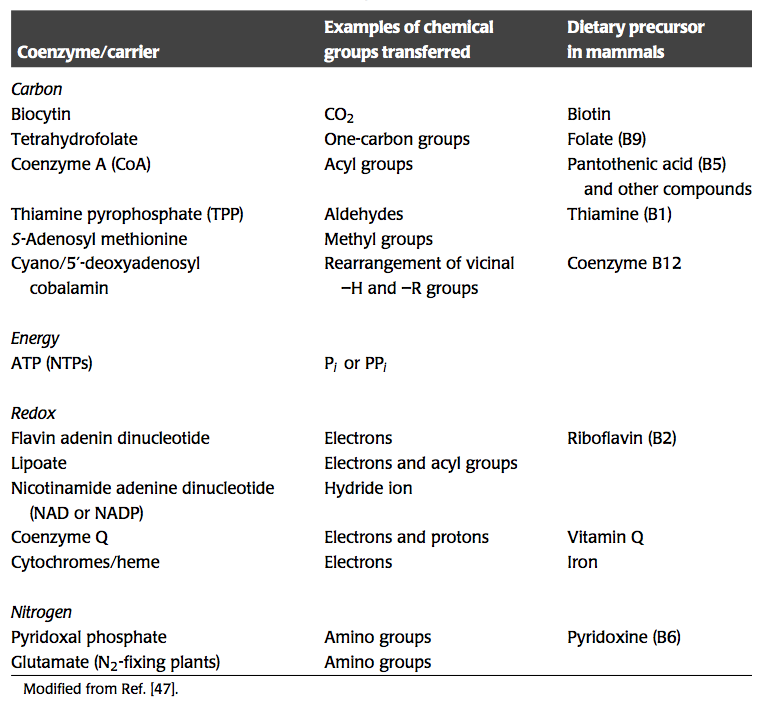 Coenzyme/carrier Examples of chemical groups transferred Dietary precursor in mammals
Carbon
Biocytin CO₂ Biotin
Tetrahydrofolate One-carbon groups Folate (B9)
Coenzyme A (CoA) Acyl groups Pantothenic acid (B5)
and other compounds
Thiamine pyrophosphate (TPP) Aldehydes Thiamine (B1)
S-Adenosyl methionine Methyl groups
Cyano/5′-deoxyadenosyl Rearrangement of vicinal Coenzyme B12
cobalamin –H and –R groups
Energy
ATP (NTPs) Pᵢ or PPᵢ
Redox
Flavin adenin dinucleotide Electrons Riboflavin (B2)
Lipoate Electrons and acyl groups
Nicotinamide adenine dinucleotide Hydride ion
(NAD or NADP)
Coenzyme Q Electrons and protons Vitamin Q
Cytochromes/heme Electrons Iron
Nitrogen
Pyridoxal phosphate Amino groups Pyridoxine (B6)
Glutamate (N₂-fixing plants) Amino groups
Modified from Ref. [47].